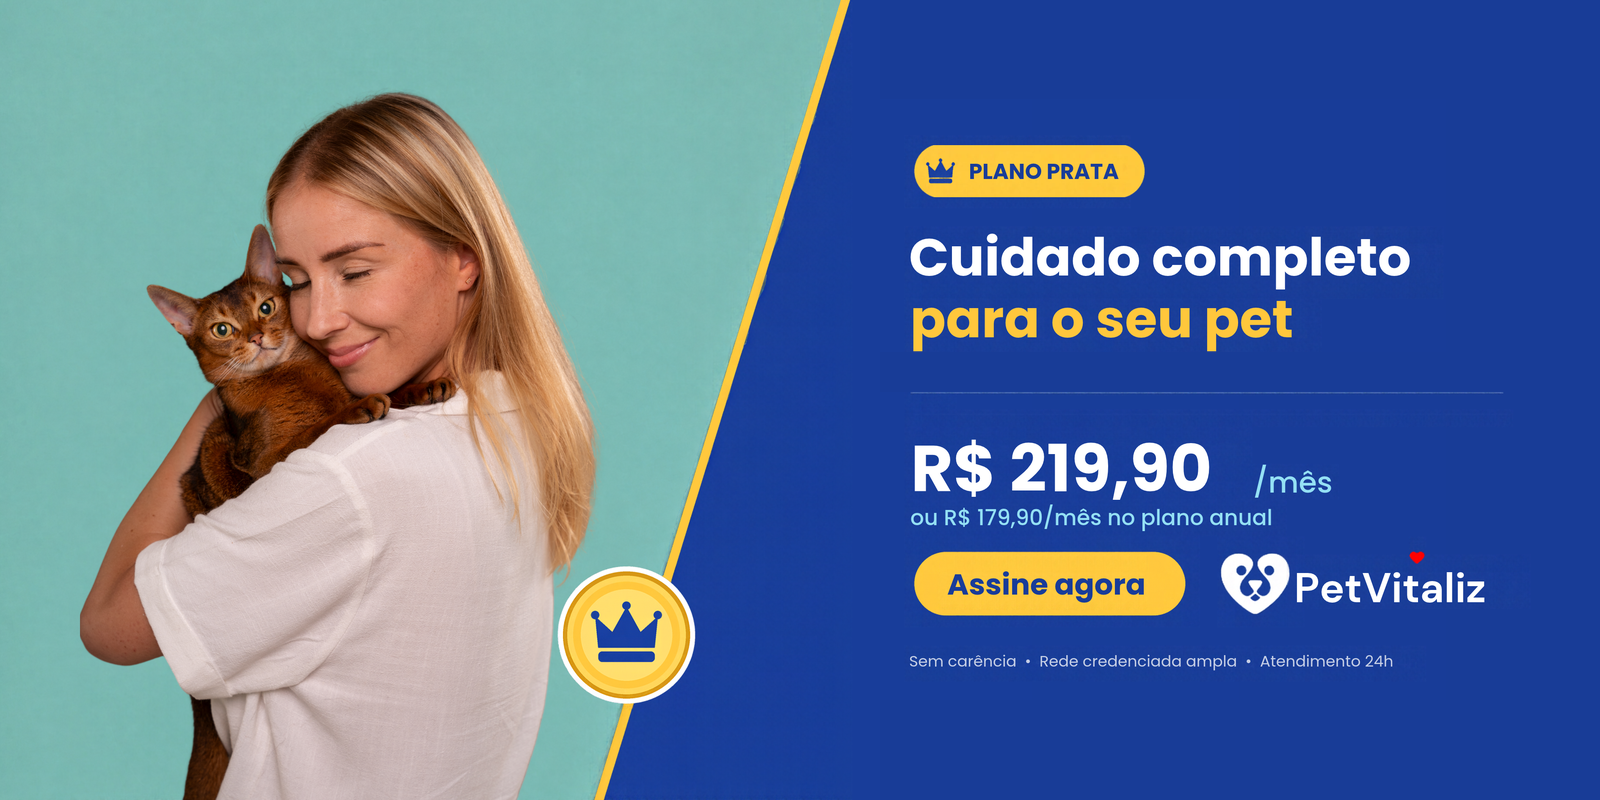 PLANO PRATA
Cuidado completo
para o seu pet
R$ 219,90 /mês
ou R$ 179,90/mês no plano anual
Assine agora
PetVitaliz
Sem carência • Rede credenciada ampla • Atendimento 24h